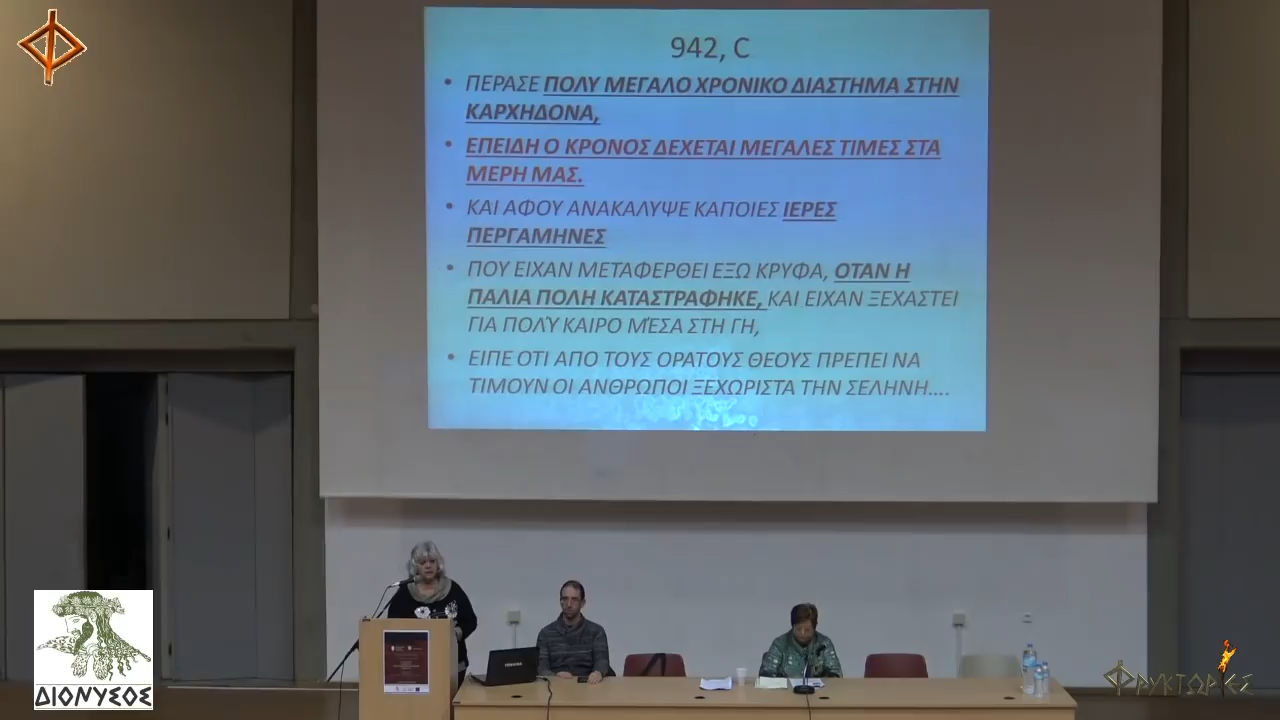 942, C
• ΠΕΡΑΣΕ ΠΟΛΥ ΜΕΓΑΛΟ ΧΡΟΝΙΚΟ ΔΙΑΣΤΗΜΑ ΣΤΗΝ
ΚΑΡΧΗΔΟΝΑ,
• ΕΠΕΙΔΗ Ο ΚΡΟΝΟΣ ΔΕΧΕΤΑΙ ΜΕΓΑΛΕΣ ΤΙΜΕΣ ΣΤΑ
ΜΕΡΗ ΜΑΣ.
• ΚΑΙ ΑΦΟΥ ΑΝΑΚΑΛΥΨΕ ΚΑΠΟΙΕΣ ΙΕΡΕΣ
ΠΕΡΓΑΜΗΝΕΣ
• ΠΟΥ ΕΙΧΑΝ ΜΕΤΑΦΕΡΘΕΙ ΕΞΩ ΚΡΥΦΑ, ΟΤΑΝ Η
ΠΑΛΙΑ ΠΟΛΗ ΚΑΤΑΣΤΡΑΦΗΚΕ, ΚΑΙ ΕΙΧΑΝ ΞΕΧΑΣΤΕΙ
ΓΙΑ ΠΟΛΎ ΚΑΙΡΟ ΜΈΣΑ ΣΤΗ ΓΗ,
• ΕΙΠΕ ΟΤΙ ΑΠΟ ΤΟΥΣ ΟΡΑΤΟΥΣ ΘΕΟΥΣ ΠΡΕΠΕΙ ΝΑ
ΤΙΜΟΥΝ ΟΙ ΑΝΘΡΩΠΟΙ ΞΕΧΩΡΙΣΤΑ ΤΗΝ ΣΕΛΗΝΗ....
TOSHIBA
ΔΙΟΝΥΣΟΣ
ΦΡΥΚΤΩΡΙΕΣ